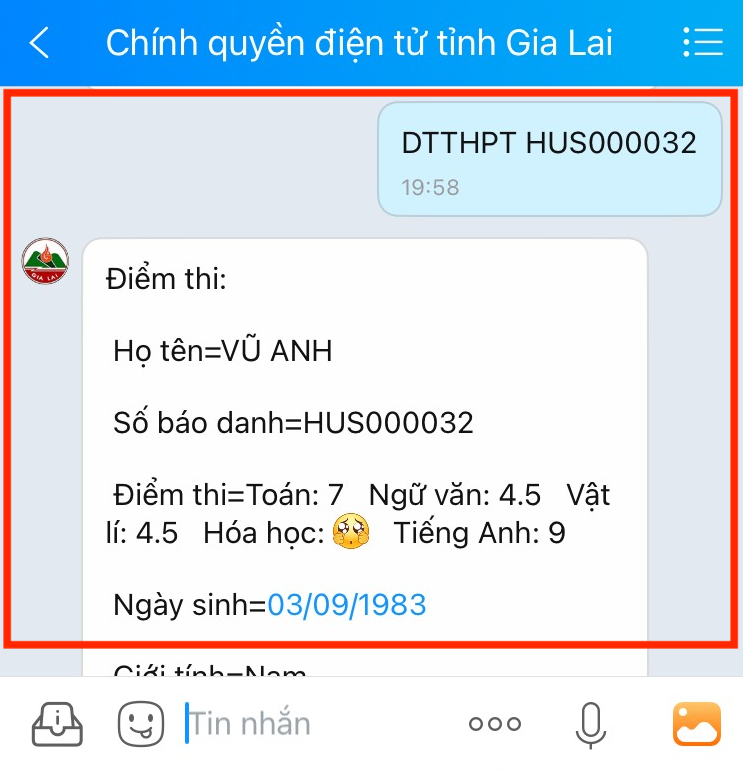 Chính quyền điện tử tỉnh Gia Lai
DTTHPT HUS000032
19:58
GIA LAI
Điểm thi:
Họ tên=VŨ ANH
Số báo danh=HUS000032
Điểm thi=Toán: 7 Ngữ văn: 4.5 Vật
lí: 4.5 Hóa học: Tiếng Anh: 9
Ngày sinh=03/09/1983
Giới tính=Nam
Tin nhắn